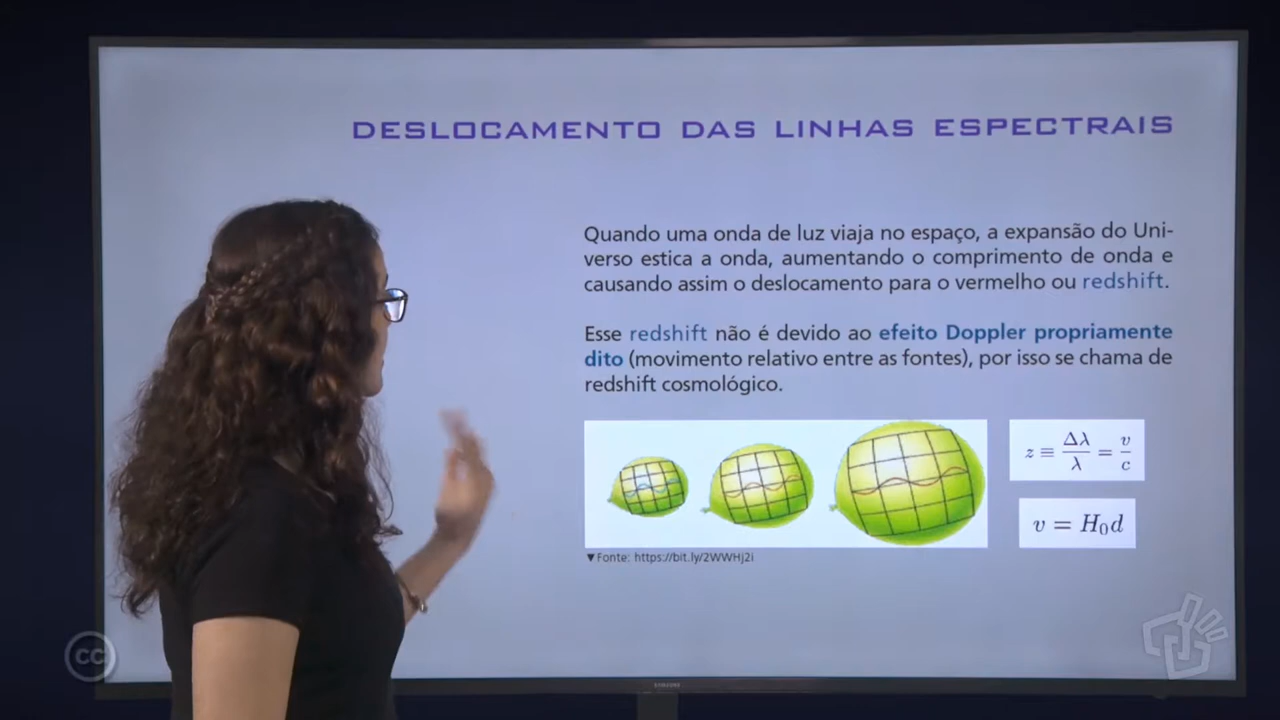 DESLOCAMENTO DAS LINHAS ESPECTRAIS
Quando uma onda de luz viaja no espaço, a expansão do Uni-
verso estica a onda, aumentando o comprimento de onda e
causando assim o deslocamento para o vermelho ou redshift.
Esse redshift não é devido ao efeito Doppler propriamente
dito (movimento relativo entre as fontes), por isso se chama de
redshift cosmológico.
z ≡ Δλ/λ = v/c
v = H₀d
▼Fonte: https://bit.ly/2WWHj2i
SAMSUNG
cc